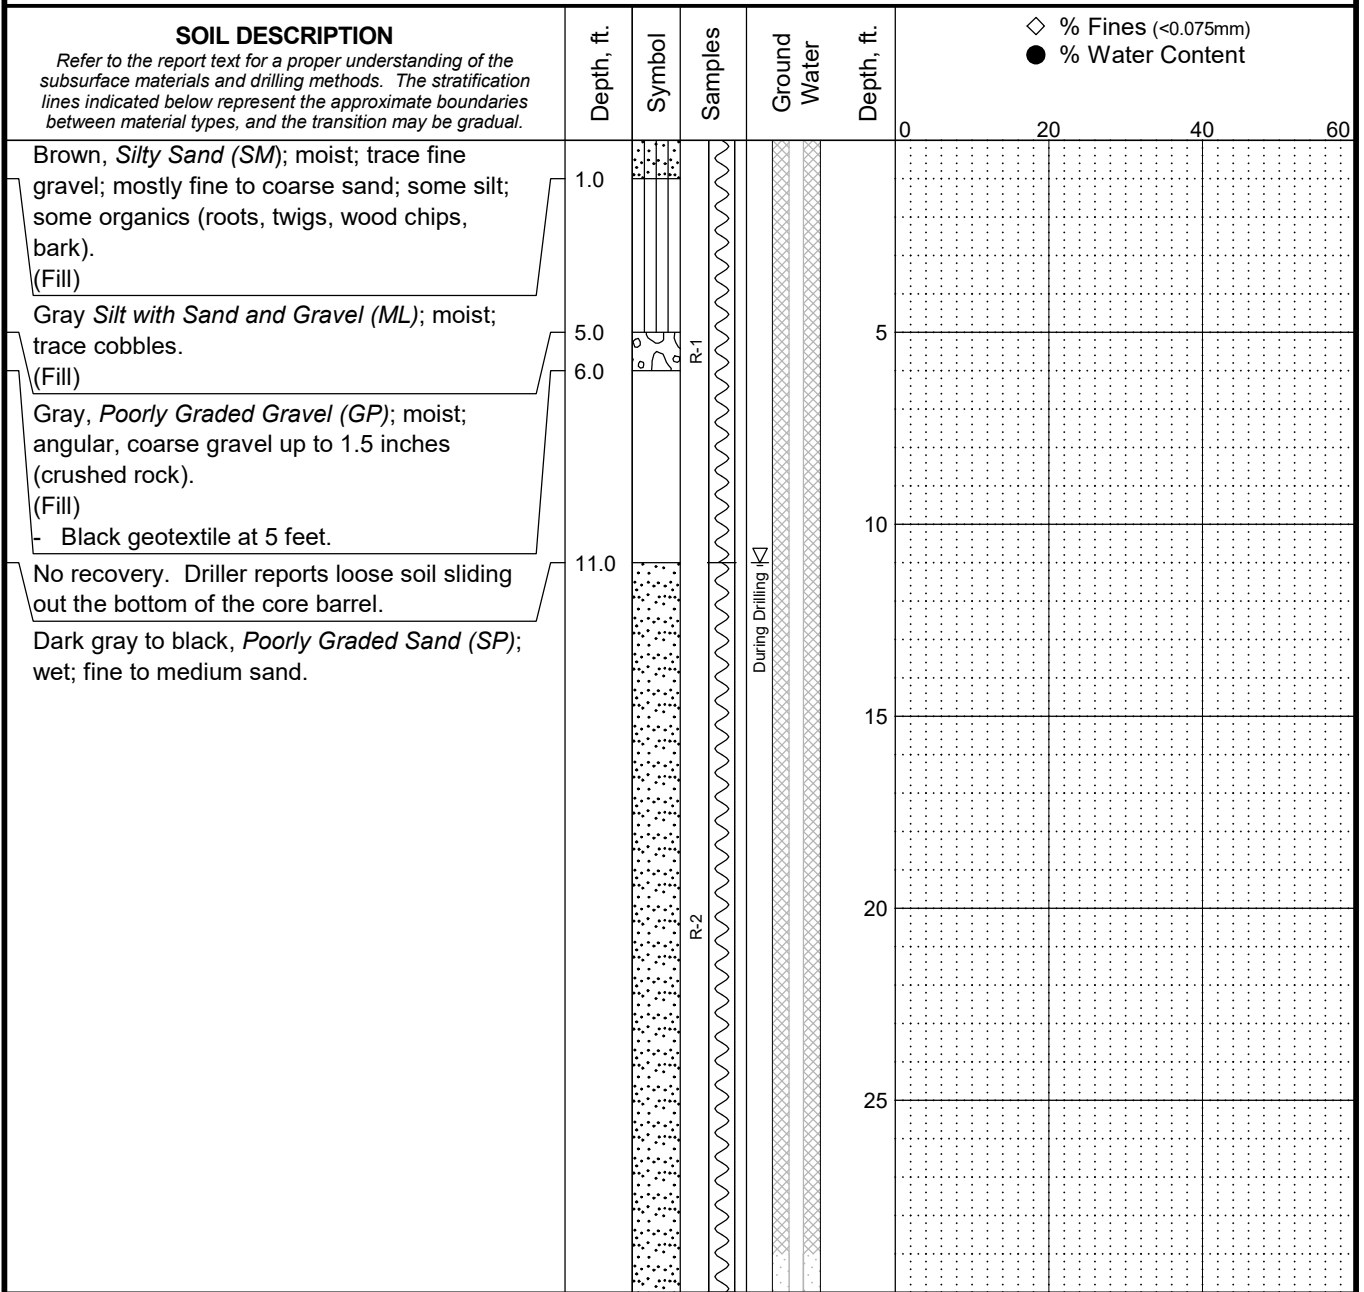 SOIL DESCRIPTION
Refer to the report text for a proper understanding of the
subsurface materials and drilling methods. The stratification
lines indicated below represent the approximate boundaries
between material types, and the transition may be gradual.
Depth, ft.
Symbol
Samples
Ground
Water
Depth, ft.
◇ % Fines (<0.075mm)
● % Water Content
0 20 40 60
Brown, Silty Sand (SM); moist; trace fine
gravel; mostly fine to coarse sand; some silt;
some organics (roots, twigs, wood chips,
bark).
(Fill)
Gray Silt with Sand and Gravel (ML); moist;
trace cobbles.
(Fill)
Gray, Poorly Graded Gravel (GP); moist;
angular, coarse gravel up to 1.5 inches
(crushed rock).
(Fill)
- Black geotextile at 5 feet.
No recovery. Driller reports loose soil sliding
out the bottom of the core barrel.
Dark gray to black, Poorly Graded Sand (SP);
wet; fine to medium sand.
1.0
5.0
6.0
11.0
R-1
R-2
During Drilling
5
10
15
20
25